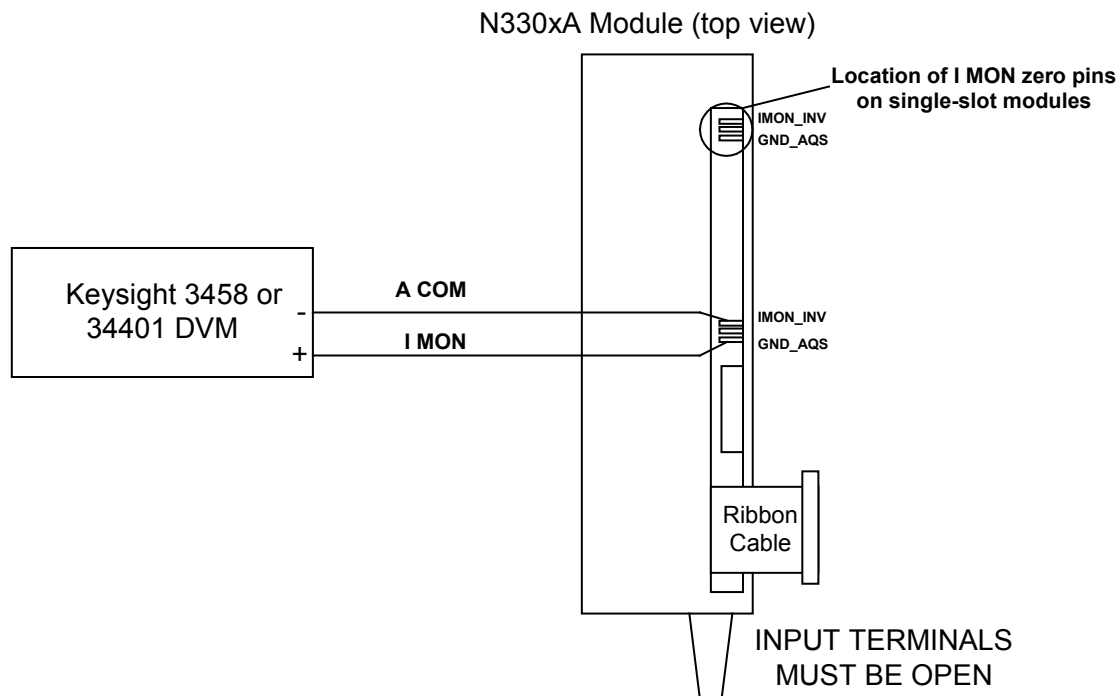 N330xA Module (top view)
Location of I MON zero pins
on single-slot modules
IMON_INV
GND_AQS
Keysight 3458 or
34401 DVM
-
+
A COM
I MON
IMON_INV
GND_AQS
Ribbon
Cable
INPUT TERMINALS
MUST BE OPEN